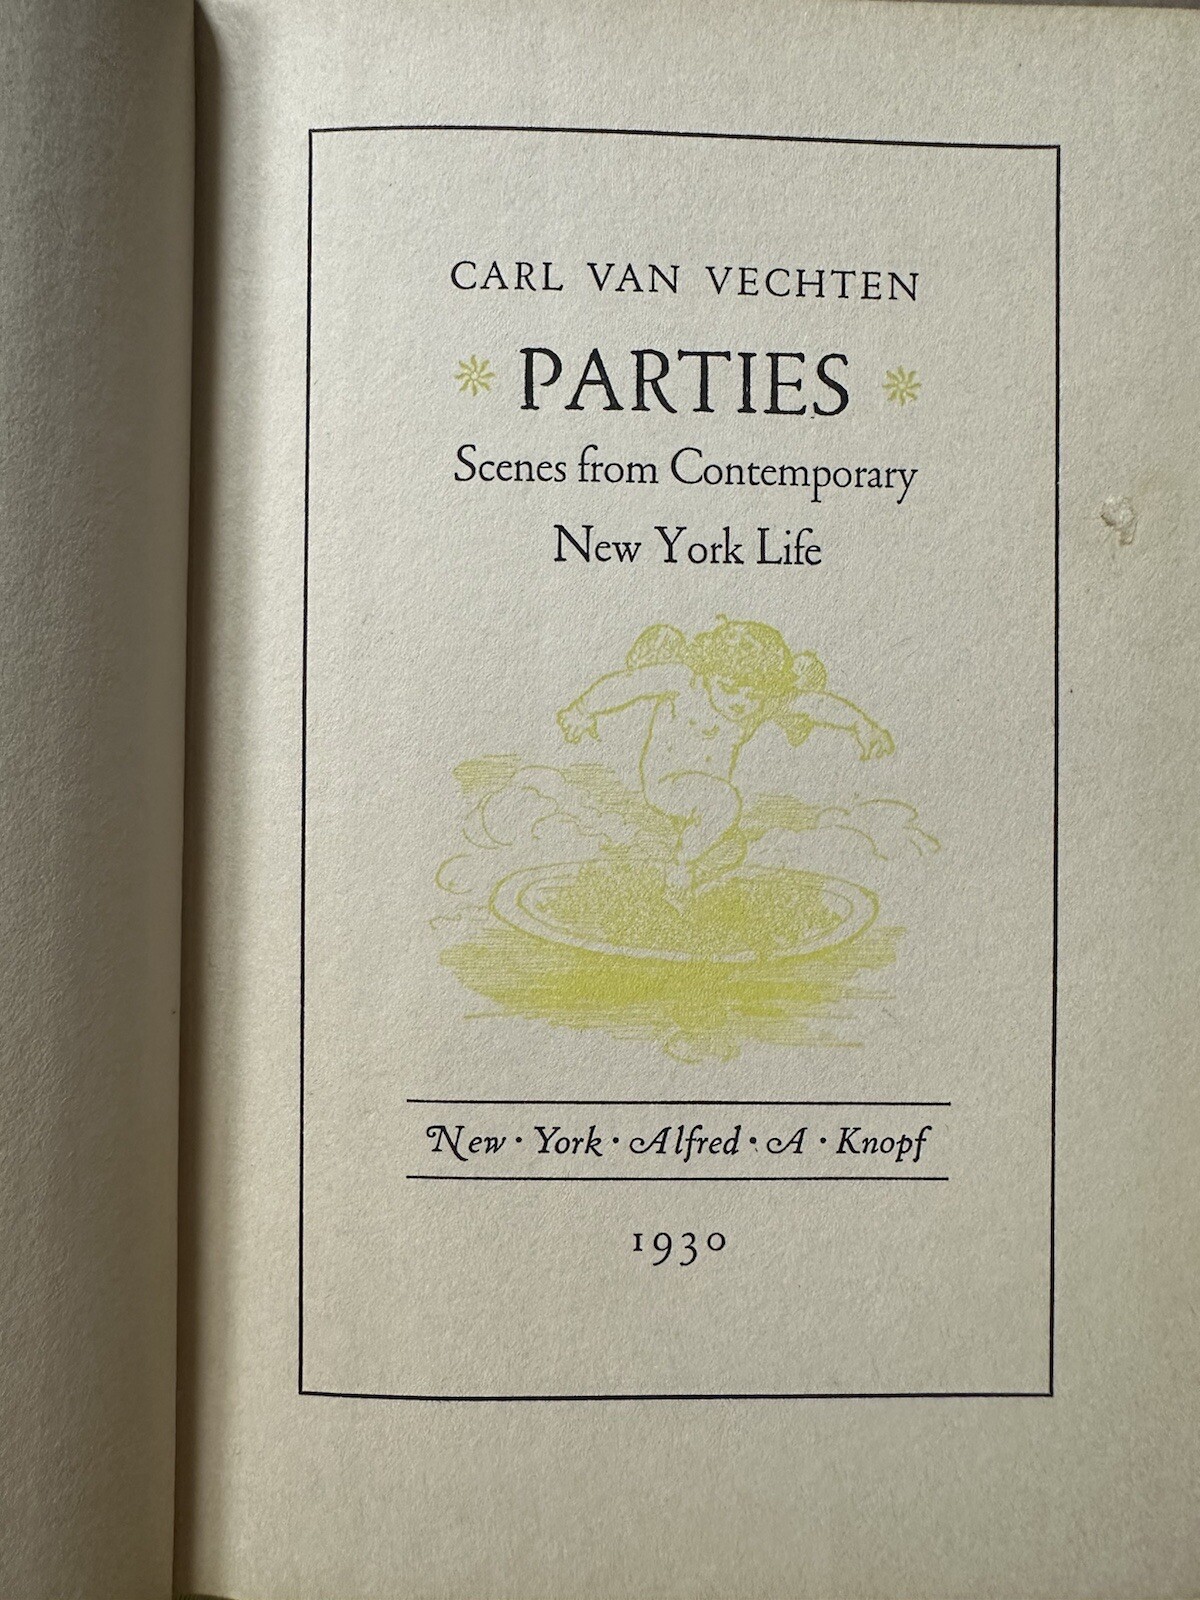 CARL VAN VECHTEN
PARTIES
Scenes from Contemporary
New York Life
New · York · Alfred · A · Knopf
1930